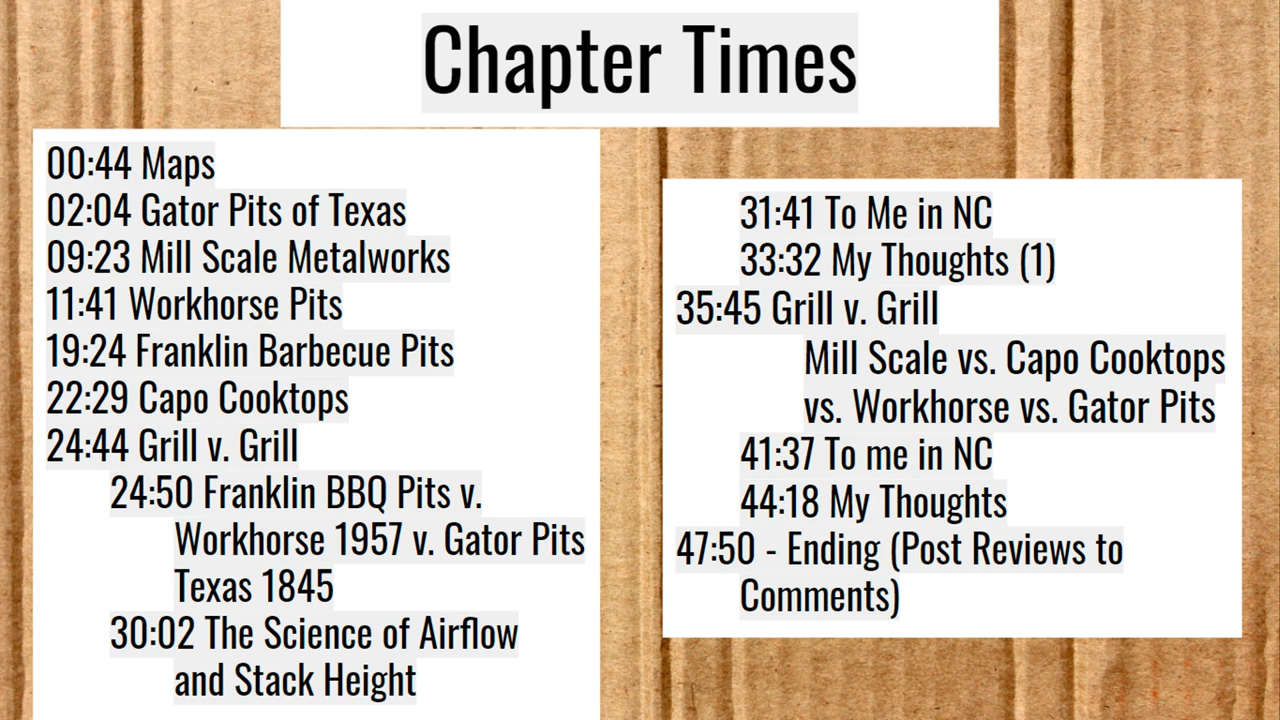 Chapter Times
00:44 Maps
02:04 Gator Pits of Texas
09:23 Mill Scale Metalworks
11:41 Workhorse Pits
19:24 Franklin Barbecue Pits
22:29 Capo Cooktops
24:44 Grill v. Grill
24:50 Franklin BBQ Pits v.
Workhorse 1957 v. Gator Pits
Texas 1845
30:02 The Science of Airflow
and Stack Height
31:41 To Me in NC
33:32 My Thoughts (1)
35:45 Grill v. Grill
Mill Scale vs. Capo Cooktops
vs. Workhorse vs. Gator Pits
41:37 To me in NC
44:18 My Thoughts
47:50 - Ending (Post Reviews to
Comments)